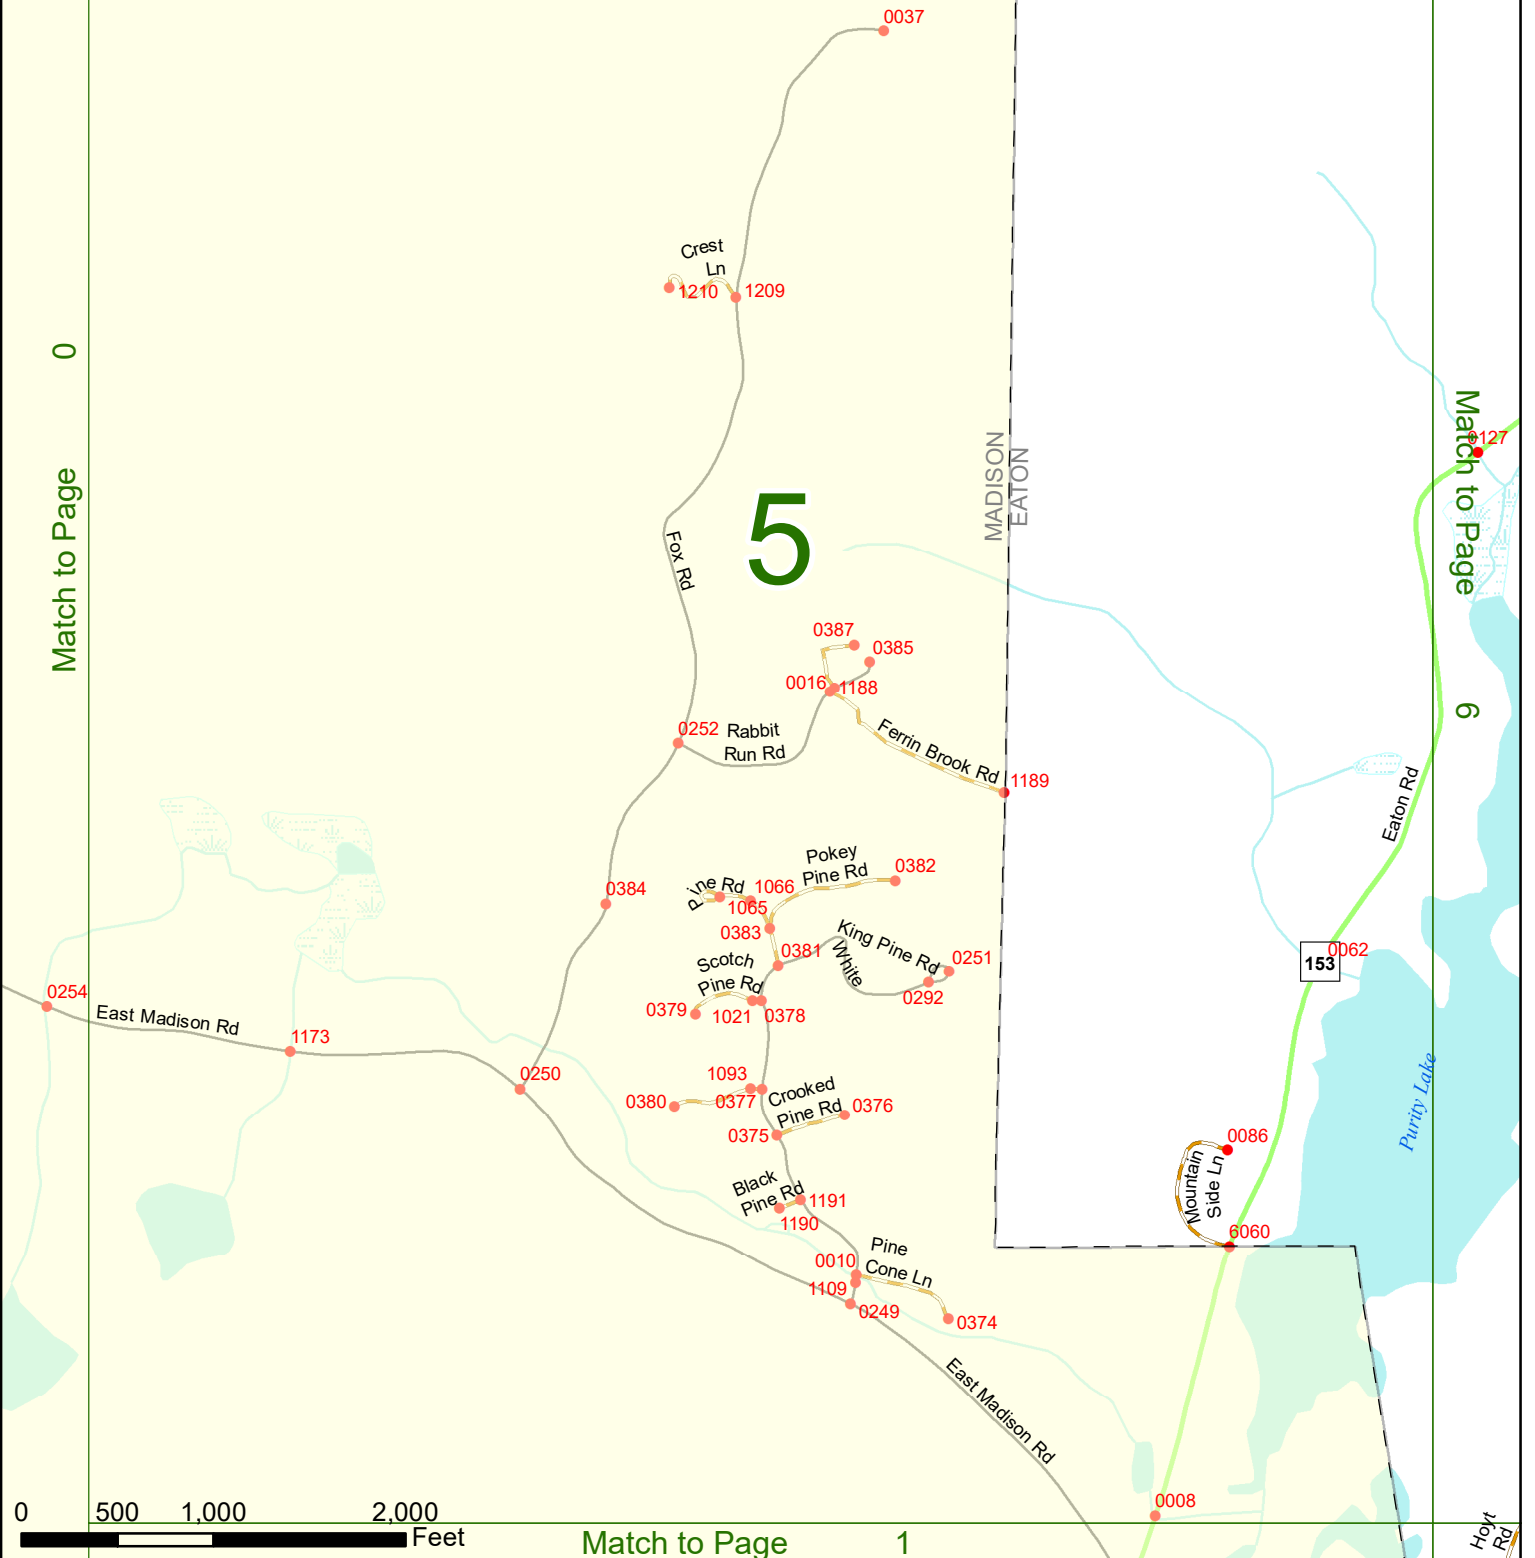 0037
Crest
Ln
1210
1209
0
Match to Page
MADISON
EATON
5
Fox Rd
0127
Match to Page
6
0387
0385
0016
1188
0252
Rabbit
Run Rd
Ferrin Brook Rd
1189
Eaton Rd
Pokey
Pine Rd
0382
Pine Rd
1066
1065
0384
0383
0381
King Pine Rd
White
0251
0292
Scotch
Pine Rd
0379
1021
0378
153
0062
0254
East Madison Rd
1173
0250
1093
0380
0377
Crooked
Pine Rd
0376
0375
Purity Lake
0086
Mountain
Side Ln
6060
Black
Pine Rd
1191
1190
Pine
Cone Ln
0010
1109
0249
0374
East Madison Rd
0008
0 500 1,000 2,000
Feet
Match to Page 1
Hoyt
Rd